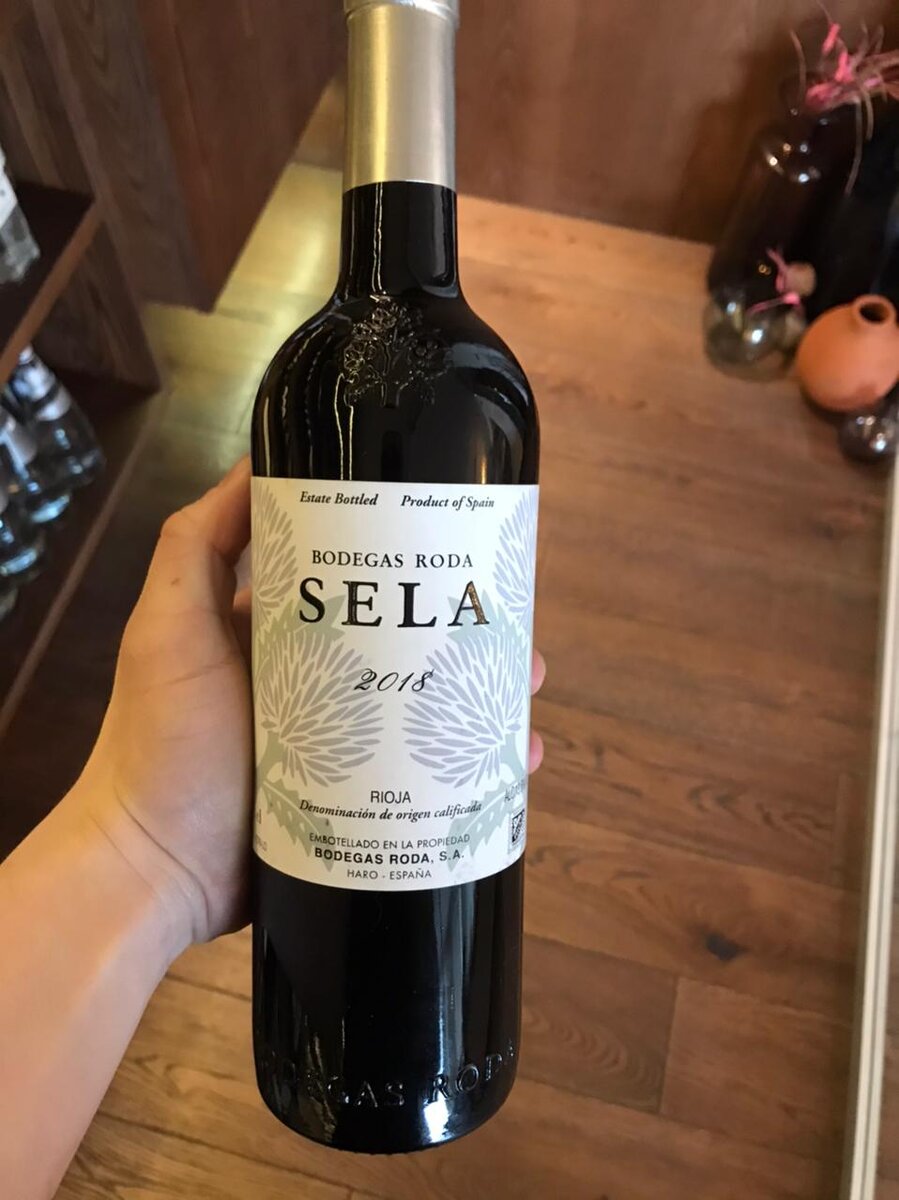 Estate Bottled Product of Spain
BODEGAS RODA
SELA
2018
RIOJA
Denominación de origen calificada
EMBOTELLADO EN LA PROPIEDAD
BODEGAS RODA, S.A.
HARO - ESPAÑA
BODEGAS RODA